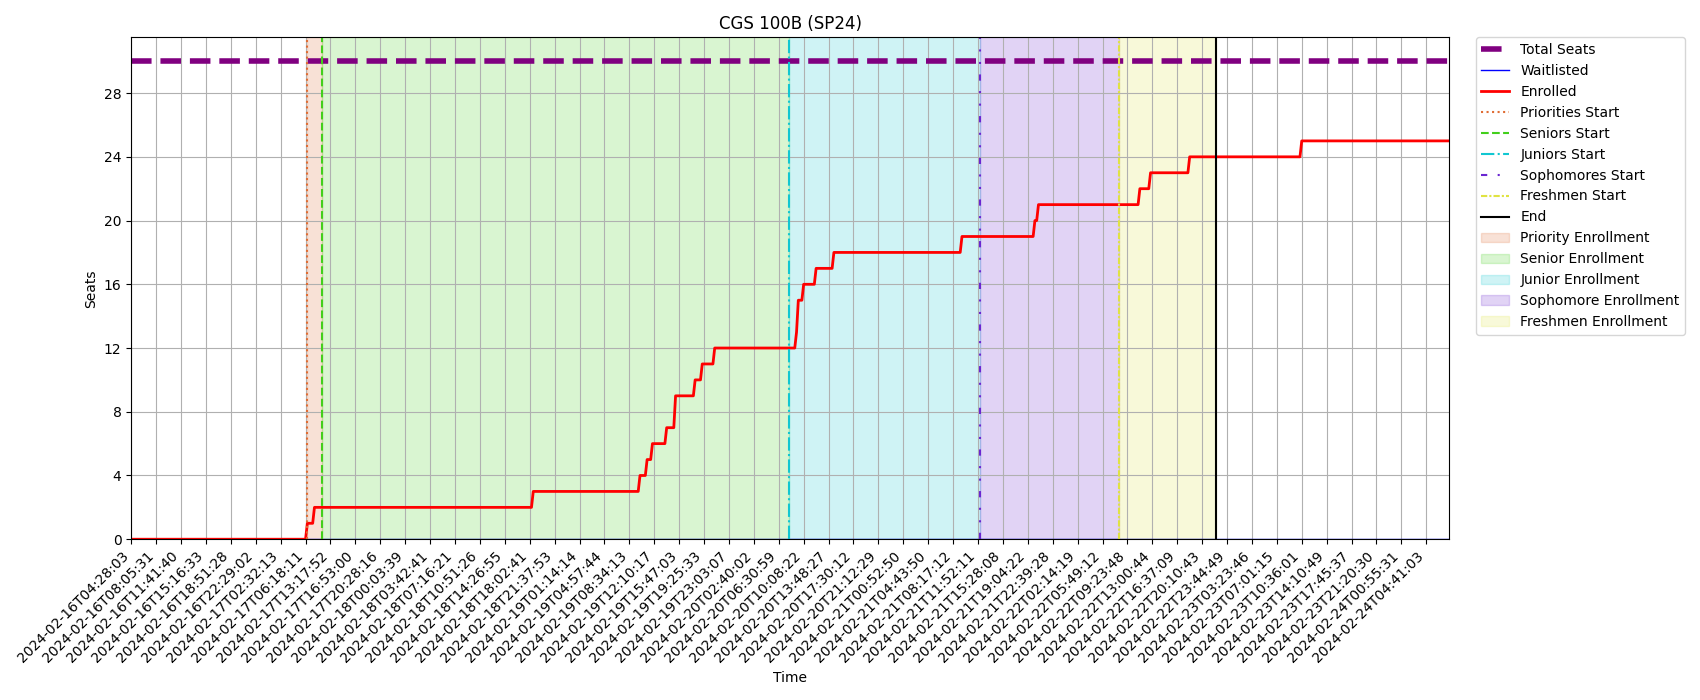 CGS 100B (SP24)
Seats
28
24
20
16
12
8
4
0
2024-02-16T04:28:03
2024-02-16T08:05:31
2024-02-16T11:41:40
2024-02-16T15:16:33
2024-02-16T18:51:28
2024-02-16T22:29:02
2024-02-17T02:32:13
2024-02-17T06:18:11
2024-02-17T13:17:52
2024-02-17T16:53:00
2024-02-17T20:28:16
2024-02-18T00:03:39
2024-02-18T03:42:41
2024-02-18T07:16:21
2024-02-18T10:51:26
2024-02-18T14:26:55
2024-02-18T18:02:41
2024-02-18T21:37:53
2024-02-19T01:14:14
2024-02-19T04:57:44
2024-02-19T08:34:13
2024-02-19T12:10:17
2024-02-19T15:47:03
2024-02-19T19:25:33
2024-02-19T23:03:07
2024-02-20T02:40:02
2024-02-20T06:30:59
2024-02-20T10:08:22
2024-02-20T13:48:27
2024-02-20T17:30:12
2024-02-20T21:12:29
2024-02-21T00:52:50
2024-02-21T04:43:50
2024-02-21T08:17:12
2024-02-21T11:52:11
2024-02-21T15:28:08
2024-02-21T19:04:22
2024-02-21T22:39:28
2024-02-22T02:14:19
2024-02-22T05:49:12
2024-02-22T09:23:48
2024-02-22T13:00:44
2024-02-22T16:37:09
2024-02-22T20:10:43
2024-02-22T23:44:49
2024-02-23T03:23:46
2024-02-23T07:01:15
2024-02-23T10:36:01
2024-02-23T14:10:49
2024-02-23T17:45:37
2024-02-23T21:20:30
2024-02-24T00:55:31
2024-02-24T04:41:03
Time
Total Seats
Waitlisted
Enrolled
Priorities Start
Seniors Start
Juniors Start
Sophomores Start
Freshmen Start
End
Priority Enrollment
Senior Enrollment
Junior Enrollment
Sophomore Enrollment
Freshmen Enrollment